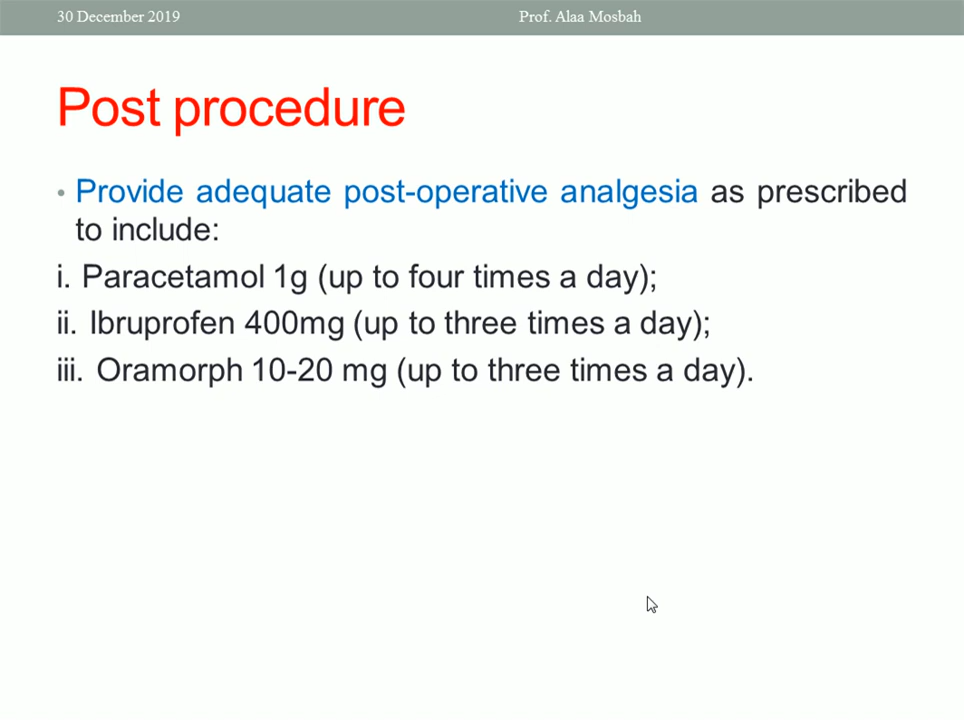 30 December 2019 Prof. Alaa Mosbah
Post procedure
• Provide adequate post-operative analgesia as prescribed
to include:
i. Paracetamol 1g (up to four times a day);
ii. Ibruprofen 400mg (up to three times a day);
iii. Oramorph 10-20 mg (up to three times a day).